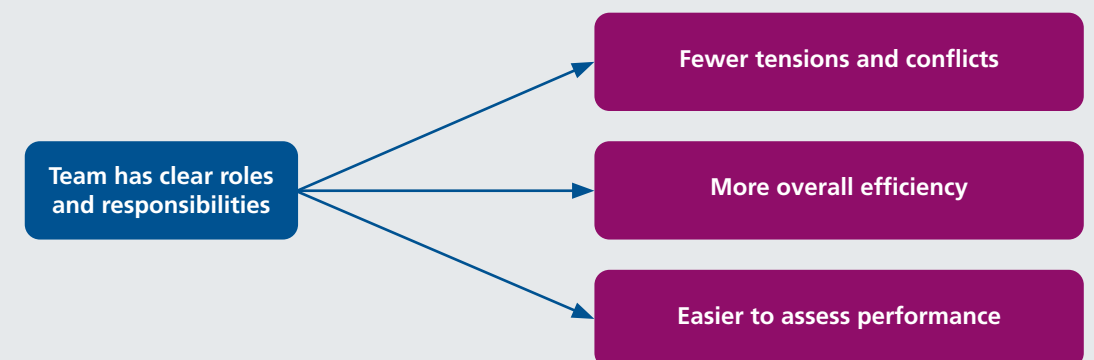 Fewer tensions and conflicts
Team has clear roles
and responsibilities
More overall efficiency
Easier to assess performance